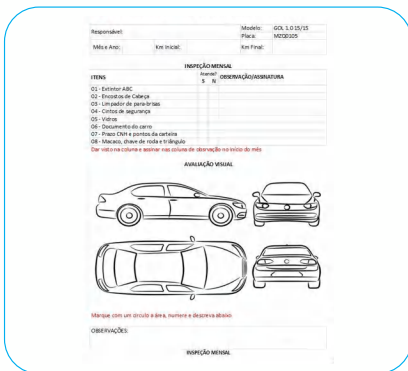 Responsável: Modelo: GOL 1.0 15/15
Placa: MZQ0105
Mês e Ano: Km Inicial: Km Final:
INSPEÇÃO MENSAL
ITENS Atende? S N OBSERVAÇÃO/ASSINATURA
01 - Extintor ABC
02 - Encostos de Cabeça
03 - Limpador de para-brisas
04 - Cintos de segurança
05 - Vidros
06 - Documento do carro
07 - Prazo CNH e pontos da carteira
08 - Macaco, chave de roda e triângulo
Dar visto na coluna e assinar nas coluna de observação no início do mês
AVALIAÇÃO VISUAL
Marque com um círculo a área, numere e descreva abaixo
OBSERVAÇÕES:
INSPEÇÃO MENSAL